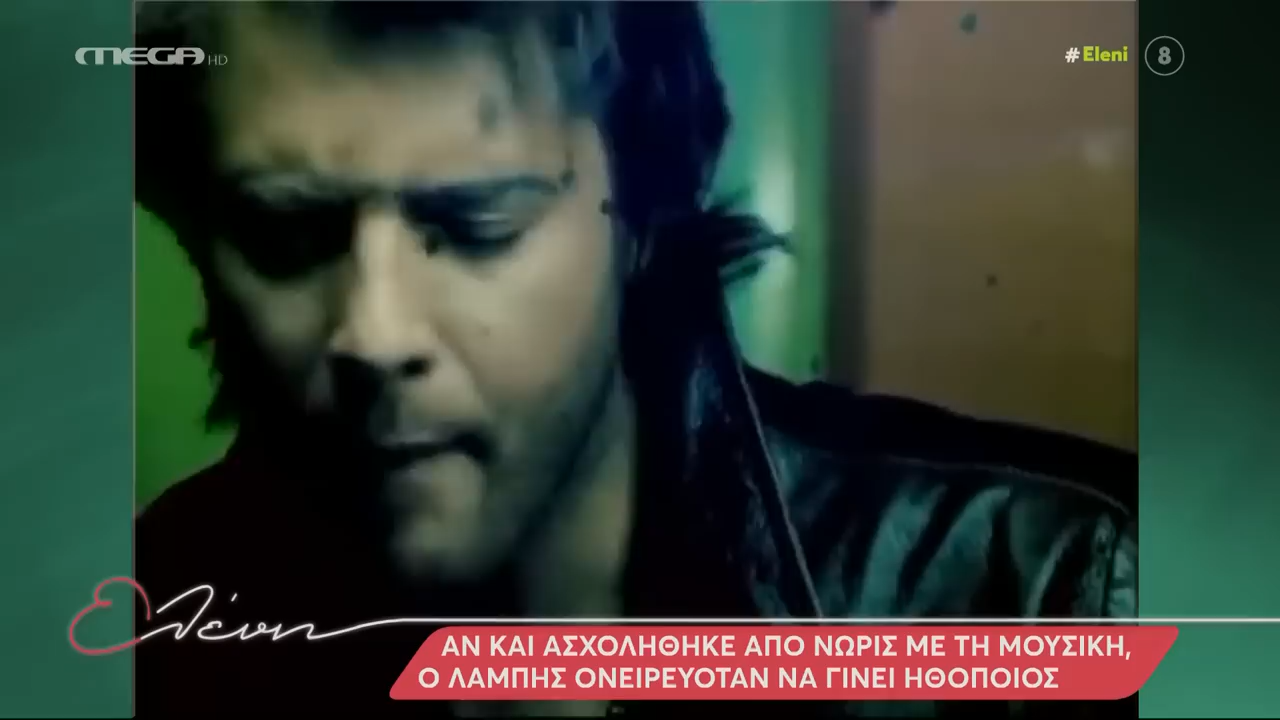 MEGA HD
#Eleni 8
Ελένη
ΑΝ ΚΑΙ ΑΣΧΟΛΗΘΗΚΕ ΑΠΟ ΝΩΡΙΣ ΜΕ ΤΗ ΜΟΥΣΙΚΗ,
Ο ΛΑΜΠΗΣ ΟΝΕΙΡΕΥΟΤΑΝ ΝΑ ΓΙΝΕΙ ΗΘΟΠΟΙΟΣ